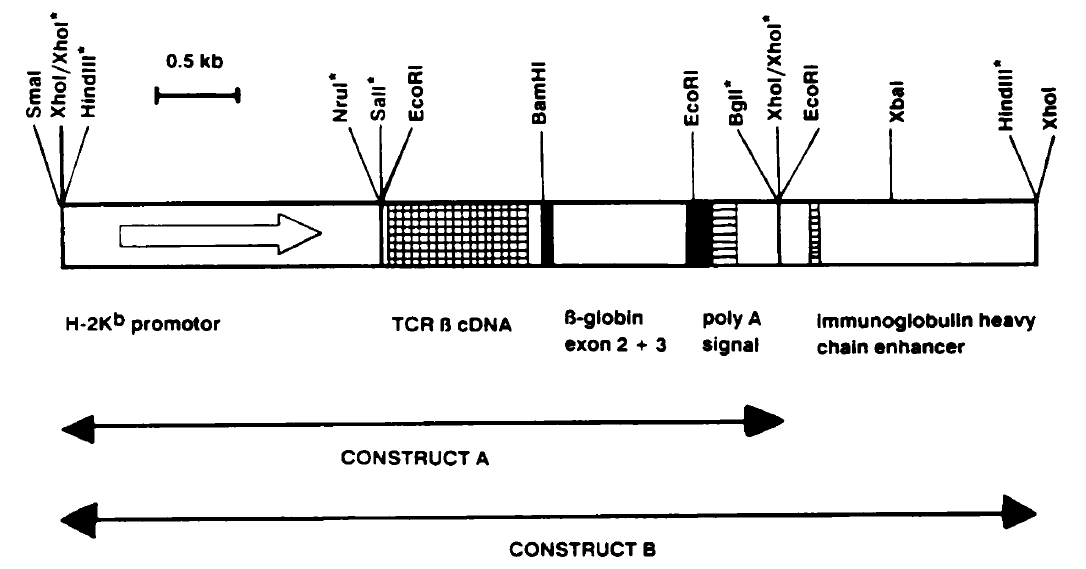 SmaI
XhoI/XhoI*
HindIII*
0.5 kb
NruI*
SalI*
EcoRI
BamHI
EcoRI
BglI*
XhoI/XhoI*
EcoRI
XbaI
HindIII*
XhoI
H-2Kb promotor
TCR ß cDNA
ß-globin
exon 2 + 3
poly A
signal
Immunoglobulin heavy
chain enhancer
CONSTRUCT A
CONSTRUCT B